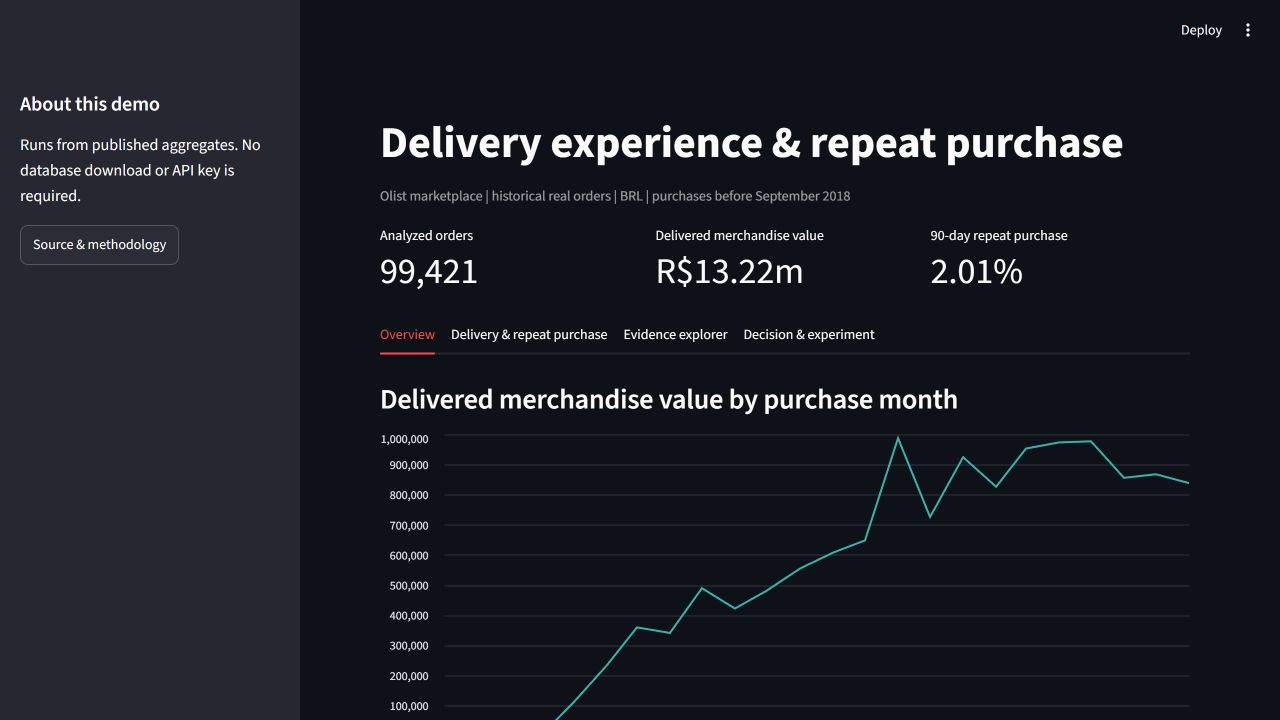 Deploy
About this demo
Runs from published aggregates. No
database download or API key is
required.
Source & methodology
Delivery experience & repeat purchase
Olist marketplace | historical real orders | BRL | purchases before September 2018
Analyzed orders
99,421
Delivered merchandise value
R$13.22m
90-day repeat purchase
2.01%
Overview
Delivery & repeat purchase
Evidence explorer
Decision & experiment
Delivered merchandise value by purchase month
1,000,000
900,000
800,000
700,000
600,000
500,000
400,000
300,000
200,000
100,000